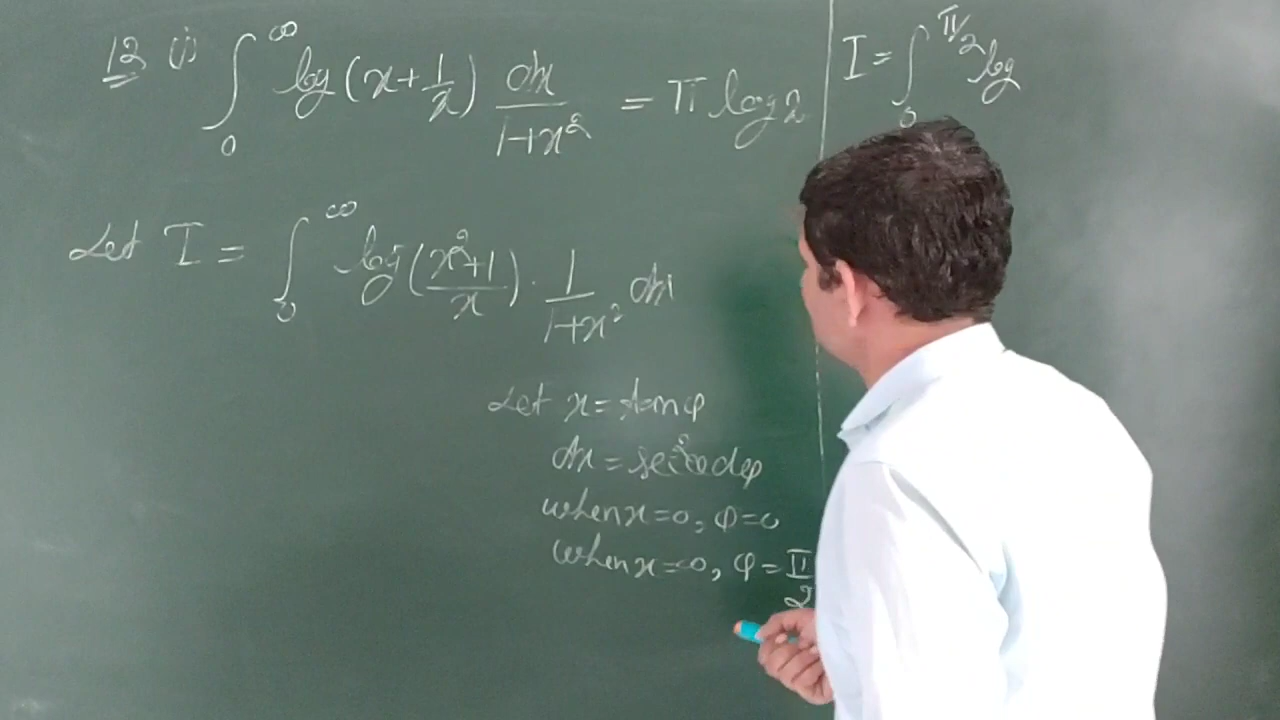 12 (i) ∫₀^∞ log(x+1/x) dx/1+x² = π log 2
Let I = ∫₀^∞ log(x²+1/x) · 1/1+x² dx
Let x = tanφ
dx = sec²φ dφ
when x=0, φ=0
when x=∞, φ=π/2
I = ∫₀^π/2 log